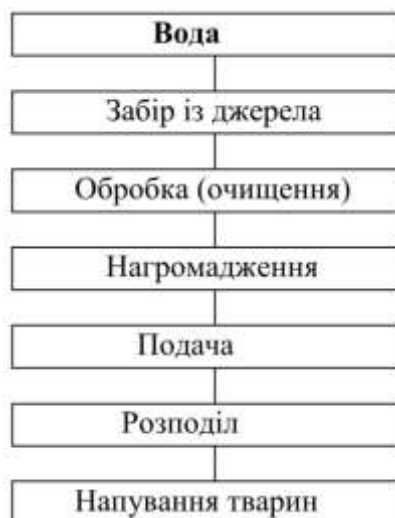 Вода
Забір із джерела
Обробка (очищення)
Нагромадження
Подача
Розподіл
Напування тварин